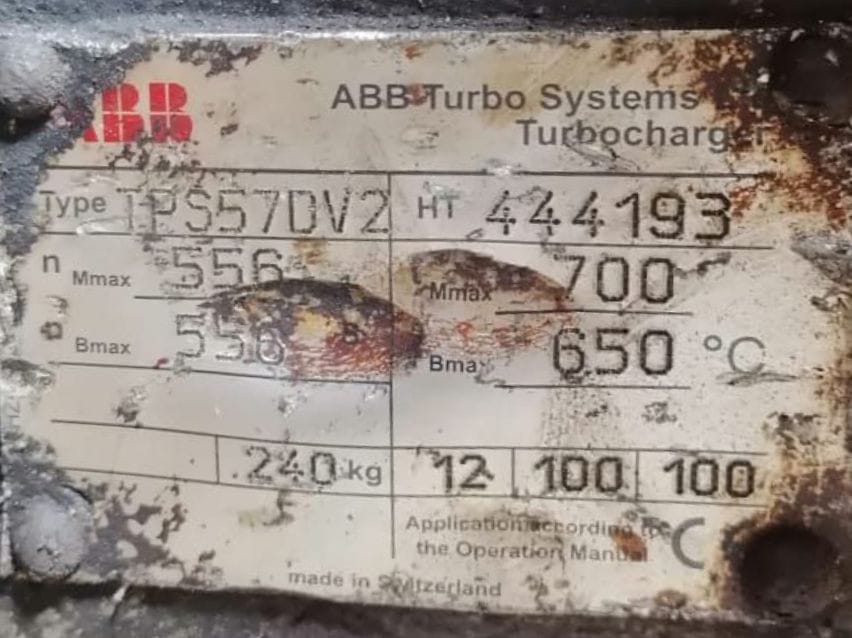 ABB
ABB Turbo Systems
Turbocharger
Type TPS57DV2 HT 444193
n Mmax 556 Mmax 700
Bmax 556 Bmax 650 °C
240 kg 12 100 100
Application according to
the Operation Manual
made in Switzerland